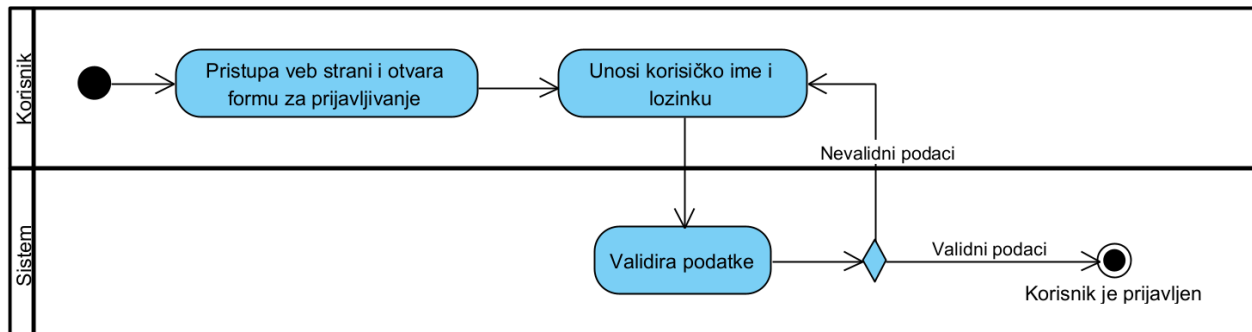 Korisnik
Pristupa veb strani i otvara
formu za prijavljivanje
Unosi korisičko ime i
lozinku
Nevalidni podaci
Sistem
Validira podatke
Validni podaci
Korisnik je prijavljen